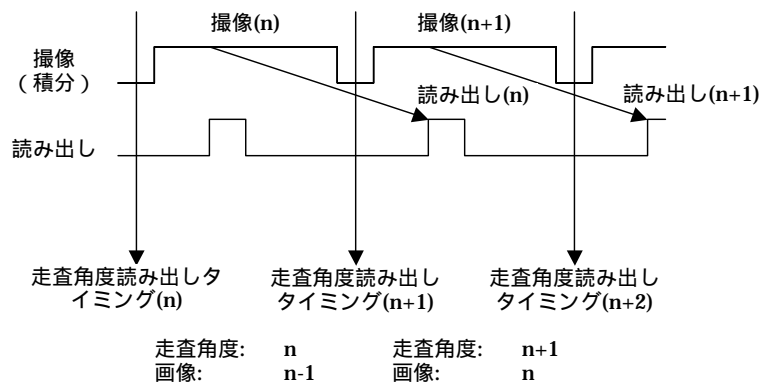 撮像(n)
撮像(n+1)
撮像
(積分)
読み出し(n)
読み出し(n+1)
読み出し
走査角度読み出しタ
イミング(n)
走査角度読み出し
タイミング(n+1)
走査角度読み出し
タイミング(n+2)
走査角度: n 走査角度: n+1
画像: n-1 画像: n